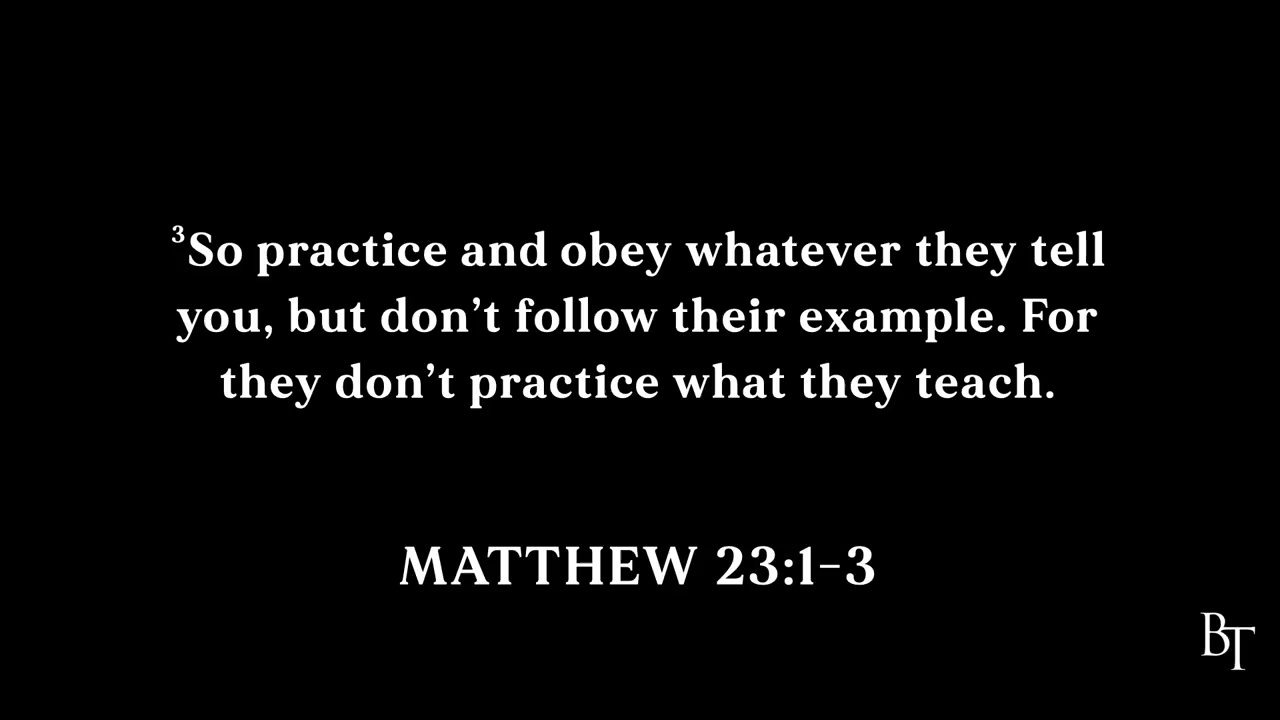 ³So practice and obey whatever they tell
you, but don’t follow their example. For
they don’t practice what they teach.
MATTHEW 23:1–3
BT